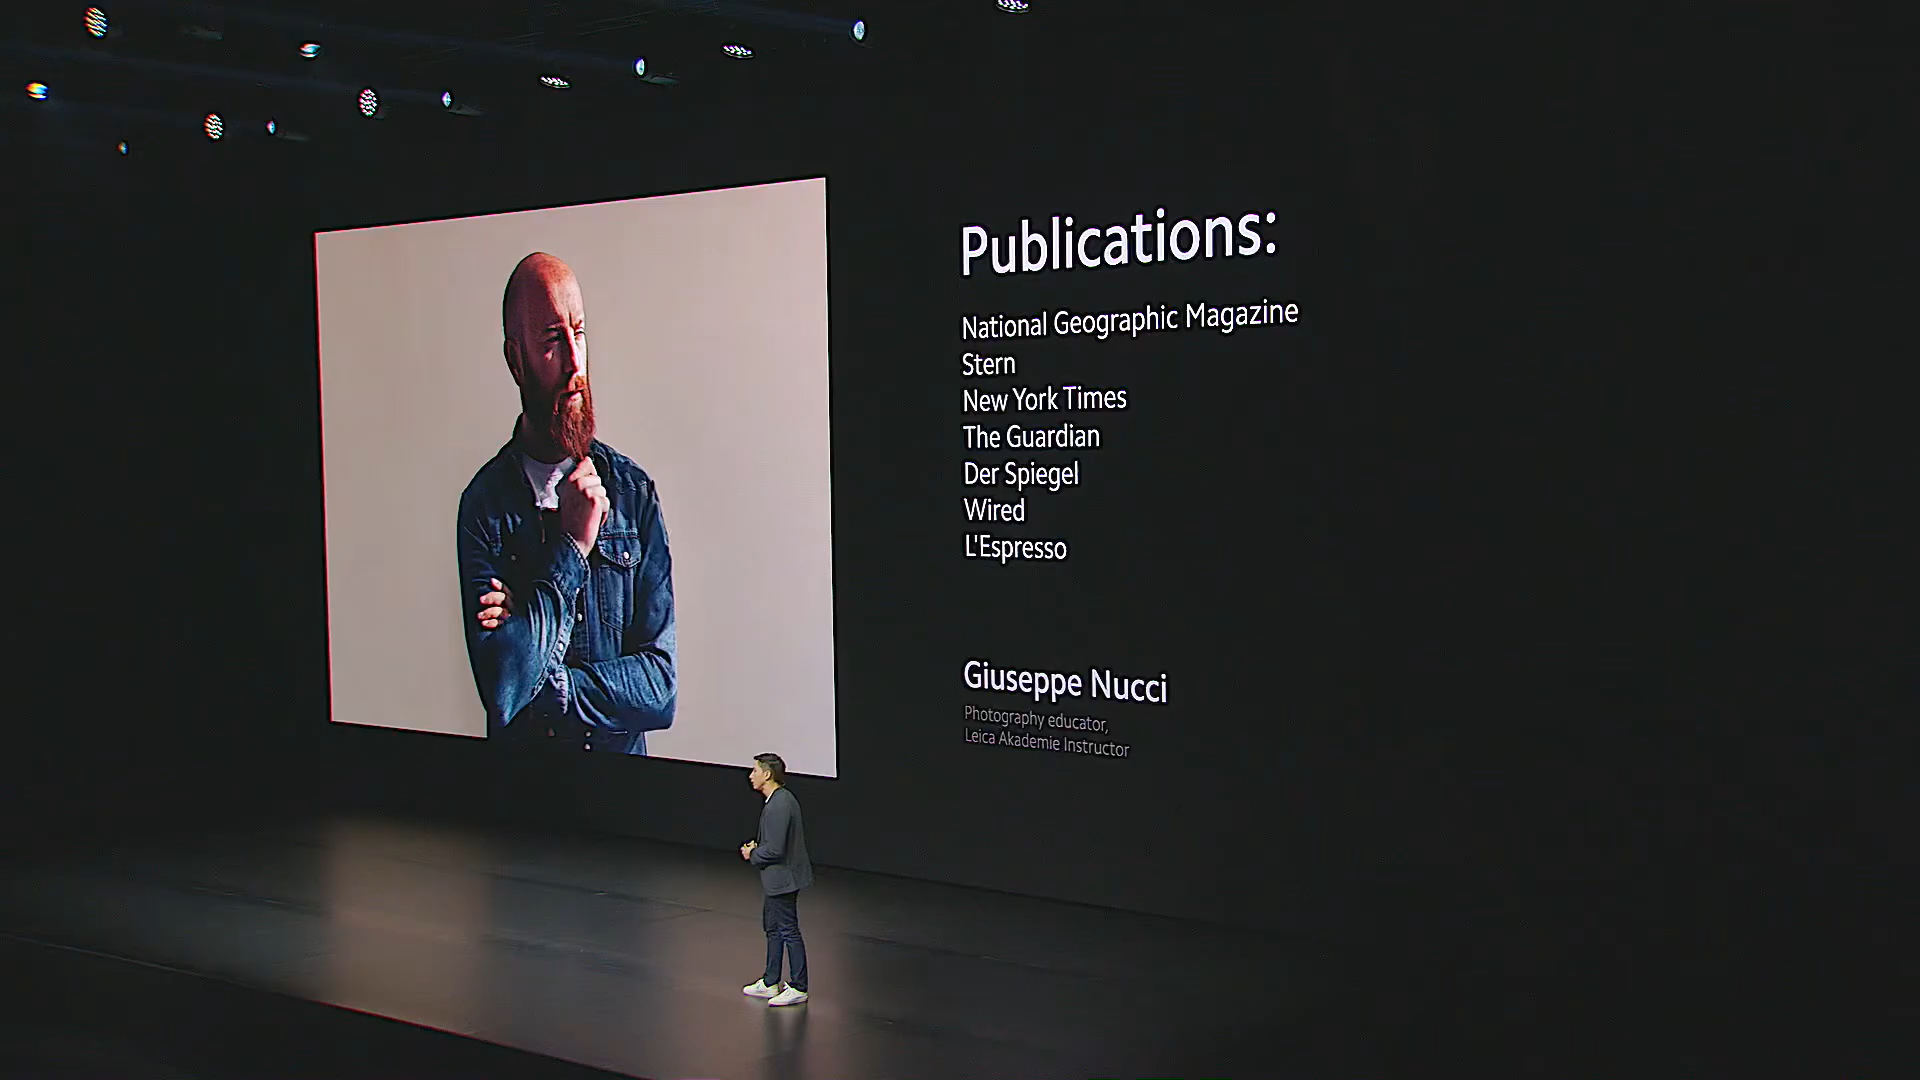 Publications:
National Geographic Magazine
Stern
New York Times
The Guardian
Der Spiegel
Wired
L'Espresso
Giuseppe Nucci
Photography educator,
Leica Akademie Instructor